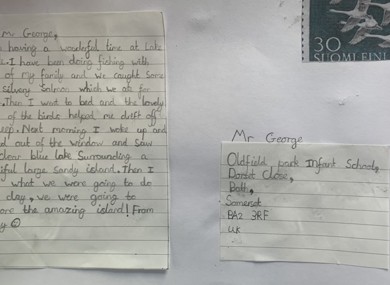 Mr George,
having a wonderful time at Lake
I have been doing fishing with
of my family and we caught some
silvery salmon which we ate for
Then I went to bed and the lovely
of the birds helped me drift off
Next morning I woke up and
out of the window and saw
clear blue lake surrounding a
large sandy island. Then I
what we were going to do
day, we were going to
the amazing island! From
30
SUOMI FINL
Mr George
Oldfield park Infant School,
Dorset Close,
Bath,
Somerset
BA2 3RF
UK